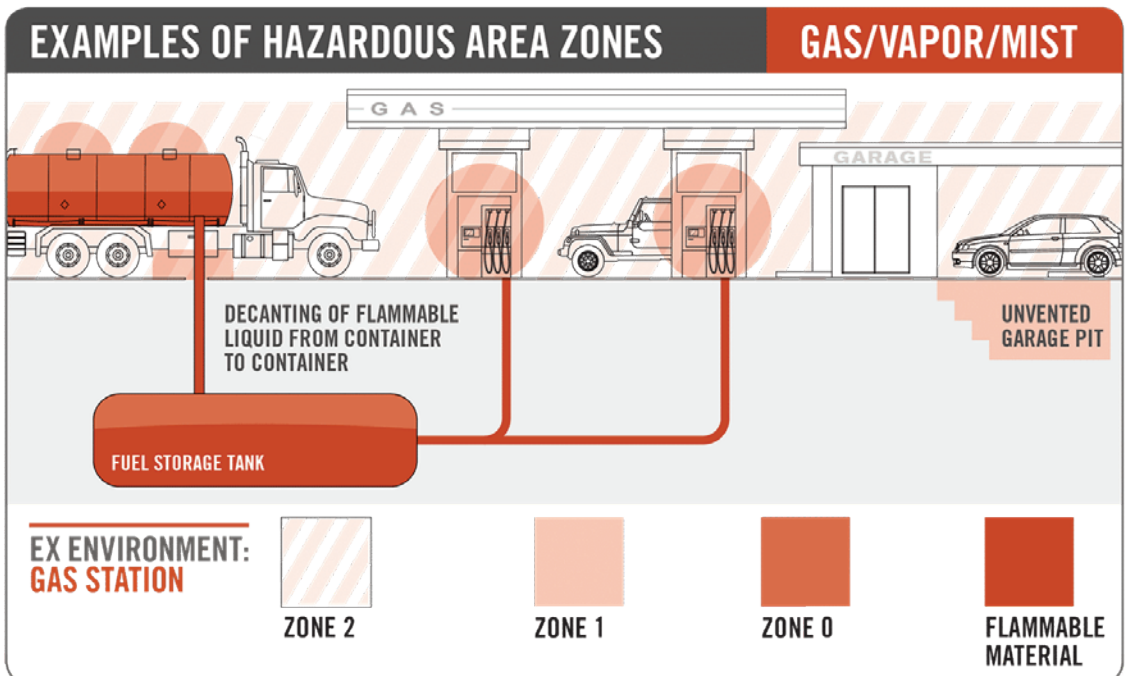 EXAMPLES OF HAZARDOUS AREA ZONES
GAS/VAPOR/MIST
GAS
GARAGE
DECANTING OF FLAMMABLE
LIQUID FROM CONTAINER
TO CONTAINER
UNVENTED
GARAGE PIT
FUEL STORAGE TANK
EX ENVIRONMENT:
GAS STATION
ZONE 2
ZONE 1
ZONE 0
FLAMMABLE
MATERIAL